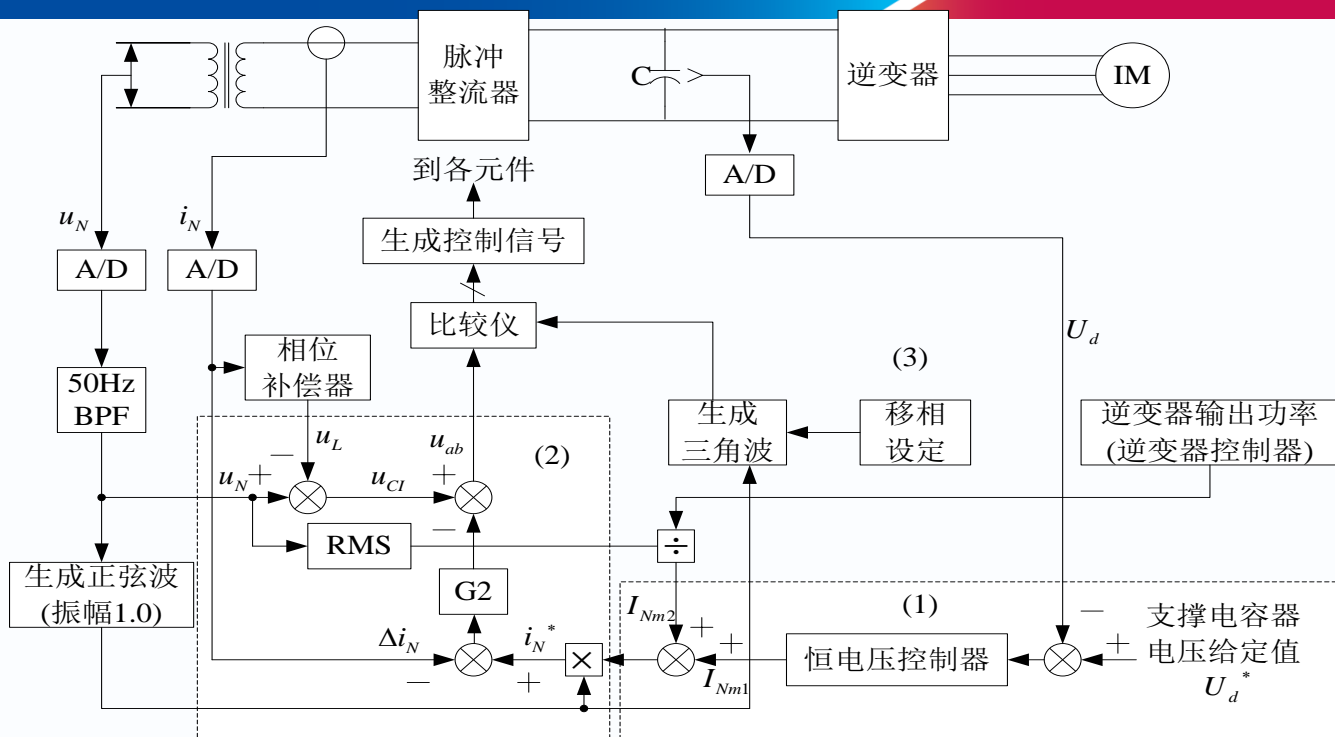 脉冲
整流器
C
逆变器
IM
A/D
到各元件
u_N
i_N
生成控制信号
A/D
A/D
比较仪
U_d
(3)
相位
补偿器
50Hz
BPF
生成
三角波
移相
设定
逆变器输出功率
(逆变器控制器)
−
u_L
u_ab
(2)
u_N
+
u_CI
+
−
RMS
÷
生成正弦波
(振幅1.0)
G2
I_Nm2
(1)
−
支撑电容器
电压给定值
U_d*
+
+
+
恒电压控制器
Δi_N
i_N*
×
−
+
I_Nm1